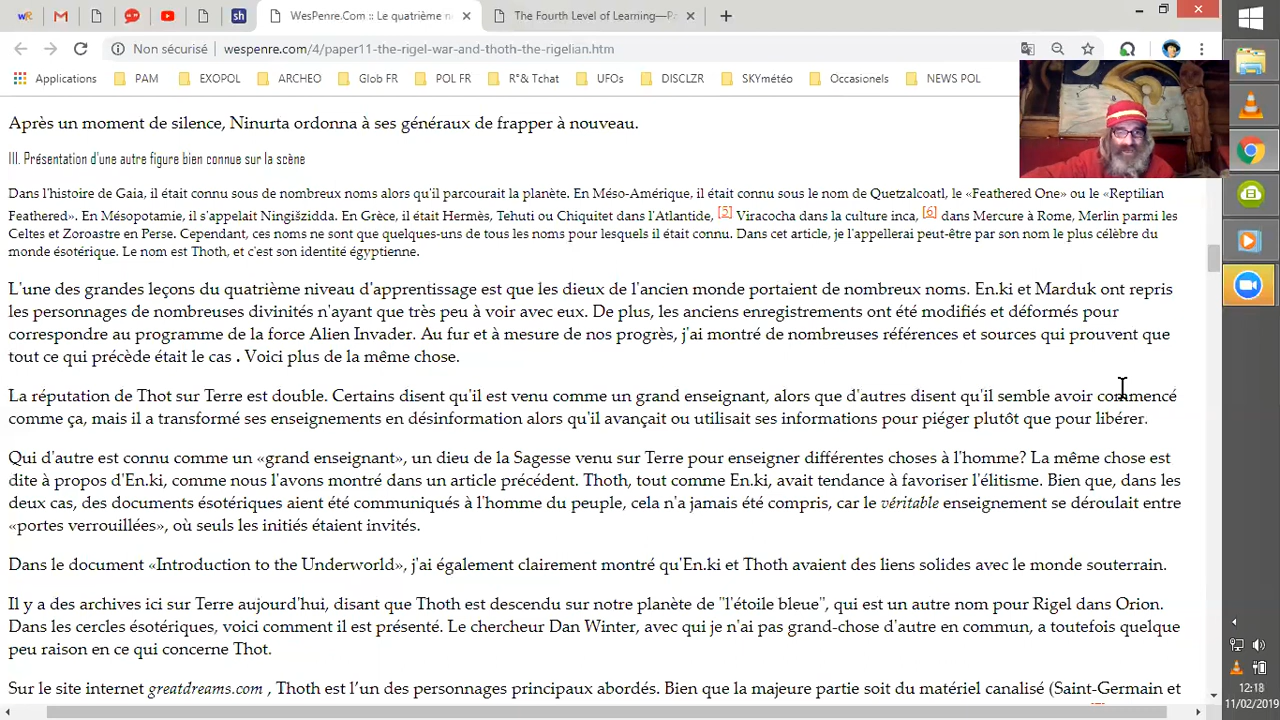 WesPenre.Com :: Le quatrième n
The Fourth Level of Learning—P
Non sécurisé
wespenre.com/4/paper11-the-rigel-war-and-thoth-the-rigelian.htm
Applications
PAM
EXOPOL
ARCHEO
Glob FR
POL FR
R°& Tchat
UFOs
DISCLZR
SKYmétéo
Occasionels
NEWS POL
Après un moment de silence, Ninurta ordonna à ses généraux de frapper à nouveau.
III. Présentation d'une autre figure bien connue sur la scène
Dans l'histoire de Gaia, il était connu sous de nombreux noms alors qu'il parcourait la planète. En Méso-Amérique, il était connu sous le nom de Quetzalcoatl, le «Feathered One» ou le «Reptilian
Feathered». En Mésopotamie, il s'appelait Ningišzidda. En Grèce, il était Hermès, Tehuti ou Chiquitet dans l'Atlantide, [5] Viracocha dans la culture inca, [6] dans Mercure à Rome, Merlin parmi les
Celtes et Zoroastre en Perse. Cependant, ces noms ne sont que quelques-uns de tous les noms pour lesquels il était connu. Dans cet article, je l'appellerai peut-être par son nom le plus célèbre du
monde ésotérique. Le nom est Thoth, et c'est son identité égyptienne.
L'une des grandes leçons du quatrième niveau d'apprentissage est que les dieux de l'ancien monde portaient de nombreux noms. En.ki et Marduk ont repris
les personnages de nombreuses divinités n'ayant que très peu à voir avec eux. De plus, les anciens enregistrements ont été modifiés et déformés pour
correspondre au programme de la force Alien Invader. Au fur et à mesure de nos progrès, j'ai montré de nombreuses références et sources qui prouvent que
tout ce qui précède était le cas . Voici plus de la même chose.
La réputation de Thot sur Terre est double. Certains disent qu'il est venu comme un grand enseignant, alors que d'autres disent qu'il semble avoir commencé
comme ça, mais il a transformé ses enseignements en désinformation alors qu'il avançait ou utilisait ses informations pour piéger plutôt que pour libérer.
Qui d'autre est connu comme un «grand enseignant», un dieu de la Sagesse venu sur Terre pour enseigner différentes choses à l'homme? La même chose est
dite à propos d'En.ki, comme nous l'avons montré dans un article précédent. Thoth, tout comme En.ki, avait tendance à favoriser l'élitisme. Bien que, dans les
deux cas, des documents ésotériques aient été communiqués à l'homme du peuple, cela n'a jamais été compris, car le véritable enseignement se déroulait entre
«portes verrouillées», où seuls les initiés étaient invités.
Dans le document «Introduction to the Underworld», j'ai également clairement montré qu'En.ki et Thoth avaient des liens solides avec le monde souterrain.
Il y a des archives ici sur Terre aujourd'hui, disant que Thoth est descendu sur notre planète de "l'étoile bleue", qui est un autre nom pour Rigel dans Orion.
Dans les cercles ésotériques, voici comment il est présenté. Le chercheur Dan Winter, avec qui je n'ai pas grand-chose d'autre en commun, a toutefois quelque
peu raison en ce qui concerne Thot.
Sur le site internet greatdreams.com , Thoth est l'un des personnages principaux abordés. Bien que la majeure partie soit du matériel canalisé (Saint-Germain et
12:18
11/02/2019